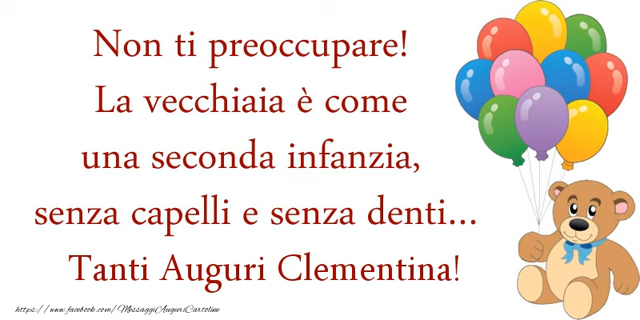 Non ti preoccupare!
La vecchiaia è come
una seconda infanzia,
senza capelli e senza denti...
Tanti Auguri Clementina!
https://www.facebook.com/MessaggiAuguriCartoline